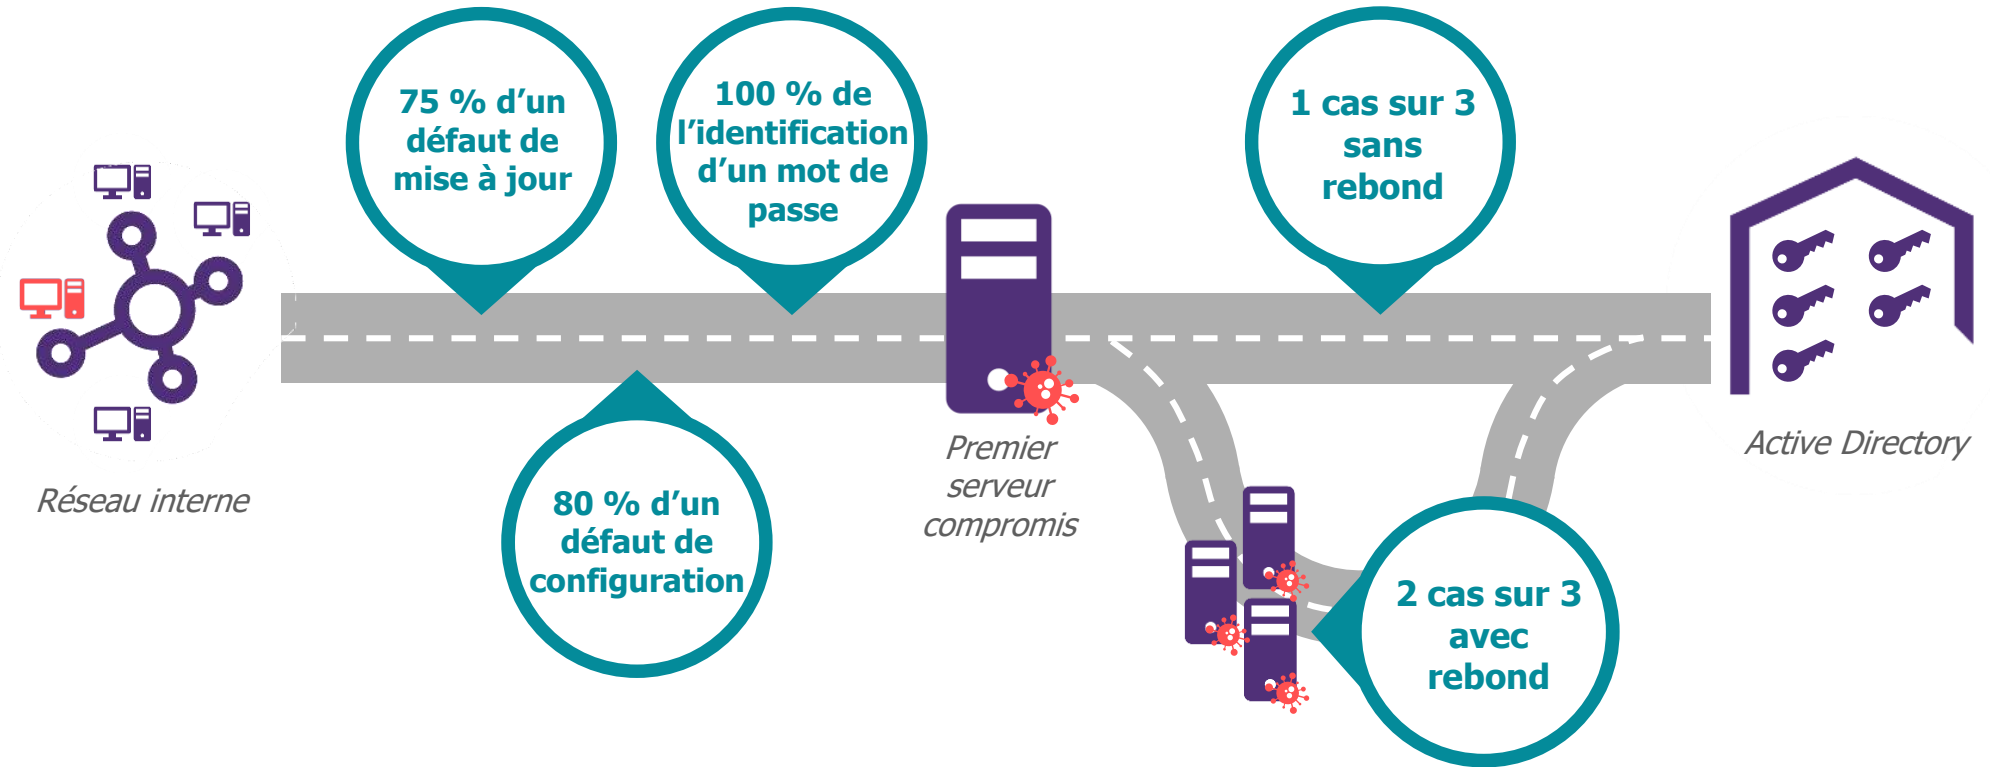 75 % d’un
défaut de
mise à jour
100 % de
l’identification
d’un mot de
passe
1 cas sur 3
sans
rebond
Réseau interne
80 % d’un
défaut de
configuration
Premier
serveur
compromis
2 cas sur 3
avec
rebond
Active Directory